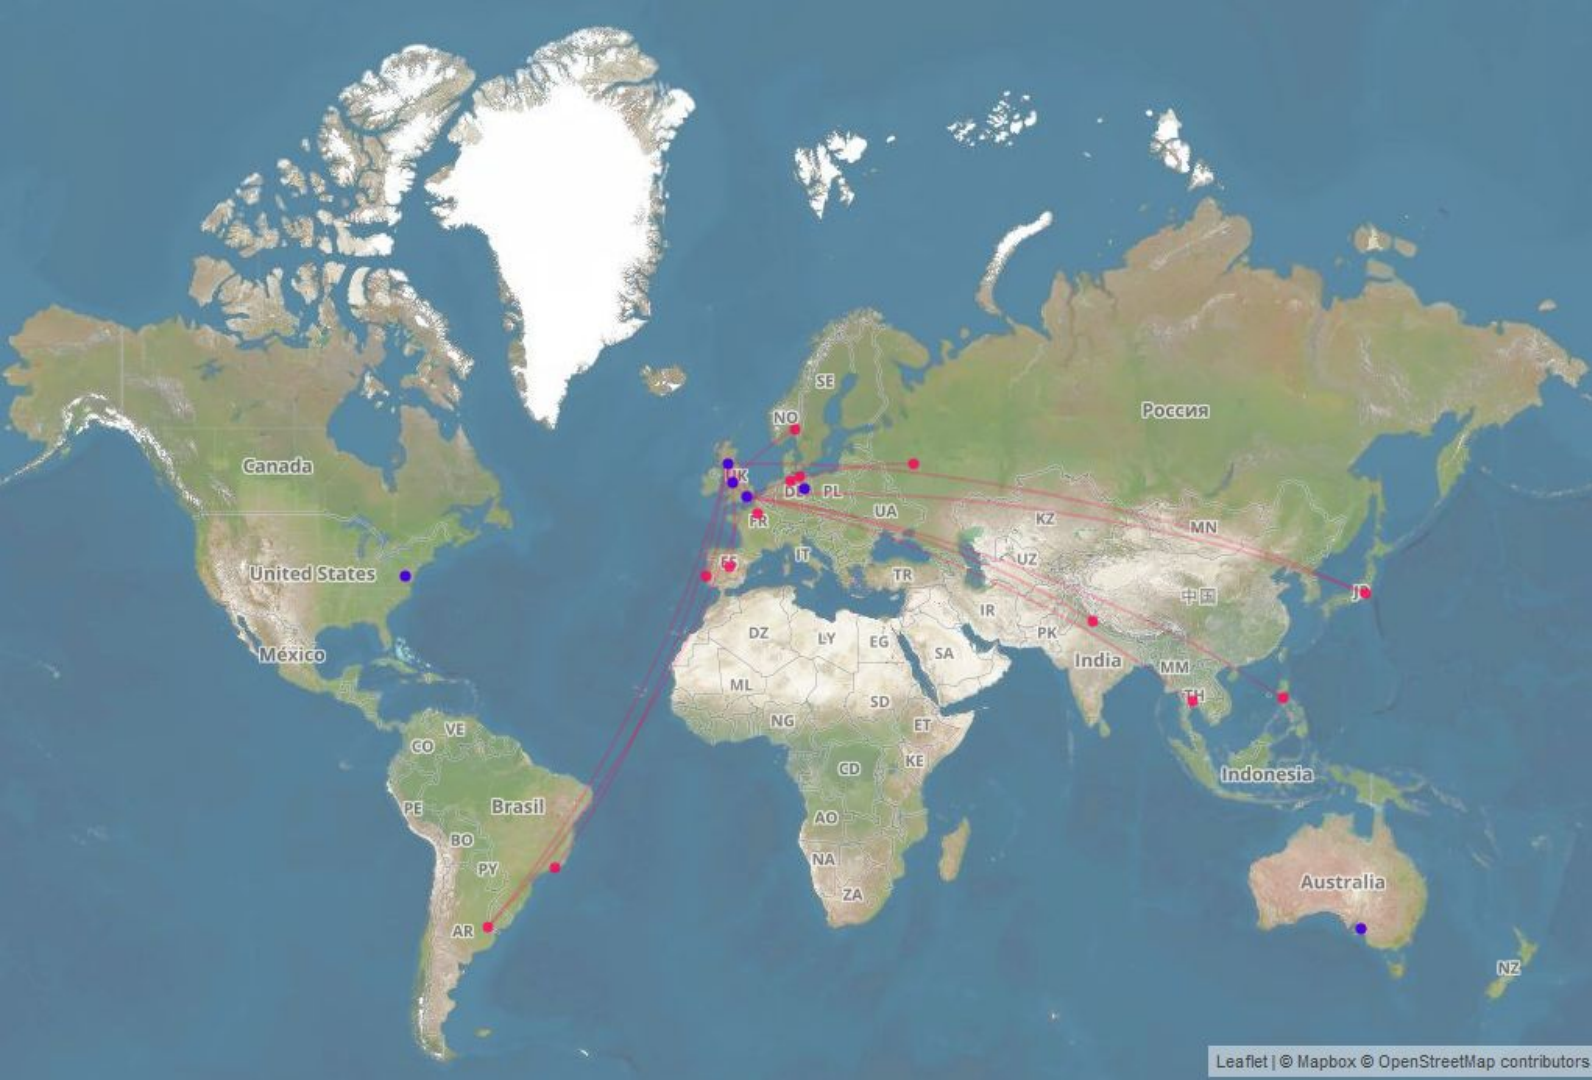 SE
NO
Россия
Canada
UK
DE
PL
UA
FR
KZ
MN
United States
ES
IT
TR
UZ
中国
JP
IR
PK
México
DZ
LY
EG
SA
India
MM
ML
SD
TH
NG
ET
VE
CO
CD
KE
Indonesia
PE
Brasil
AO
BO
PY
NA
ZA
Australia
AR
NZ
Leaflet | © Mapbox © OpenStreetMap contributors